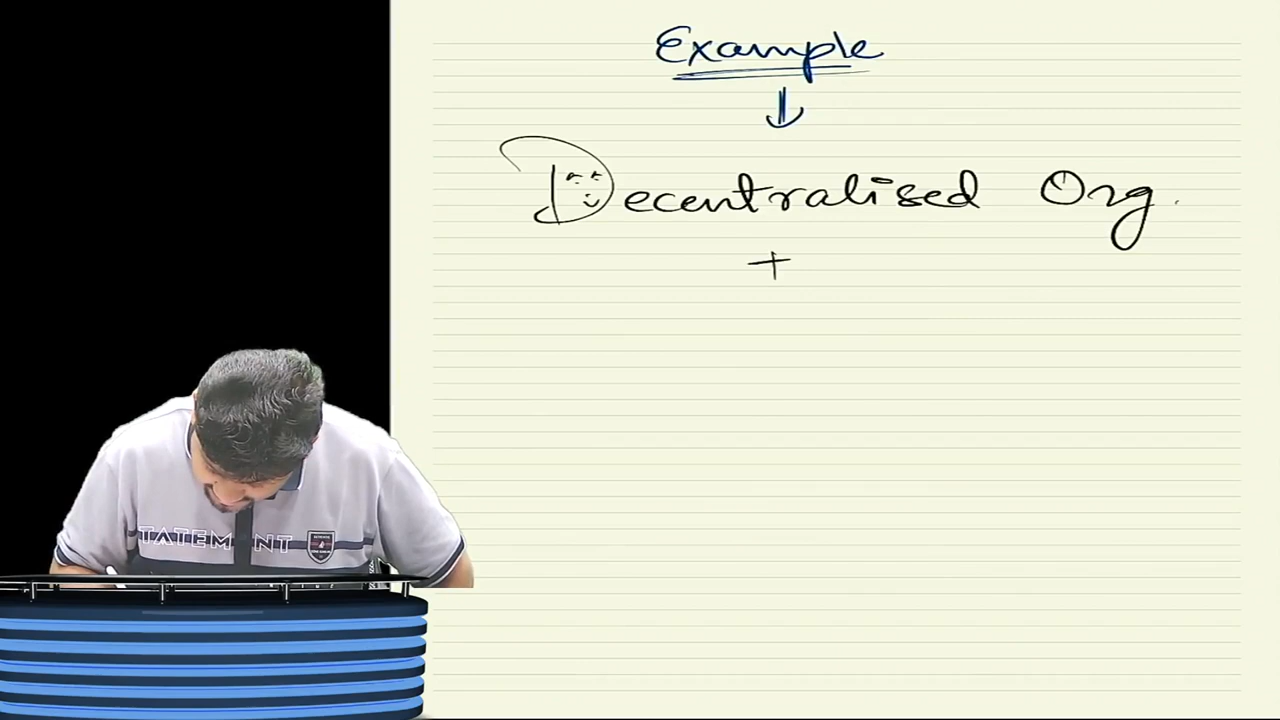 Example
↓
Decentralised Org.
+
TATEM NT